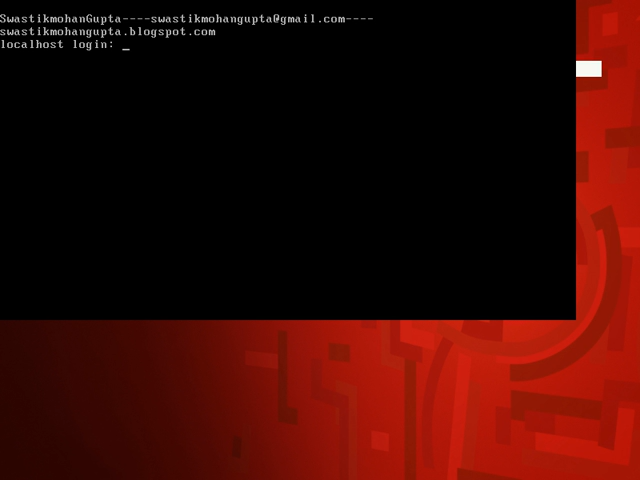 SwastikmohanGupta----swastikmohangupta@gmail.com----
swastikmohangupta.blogspot.com
localhost login: _